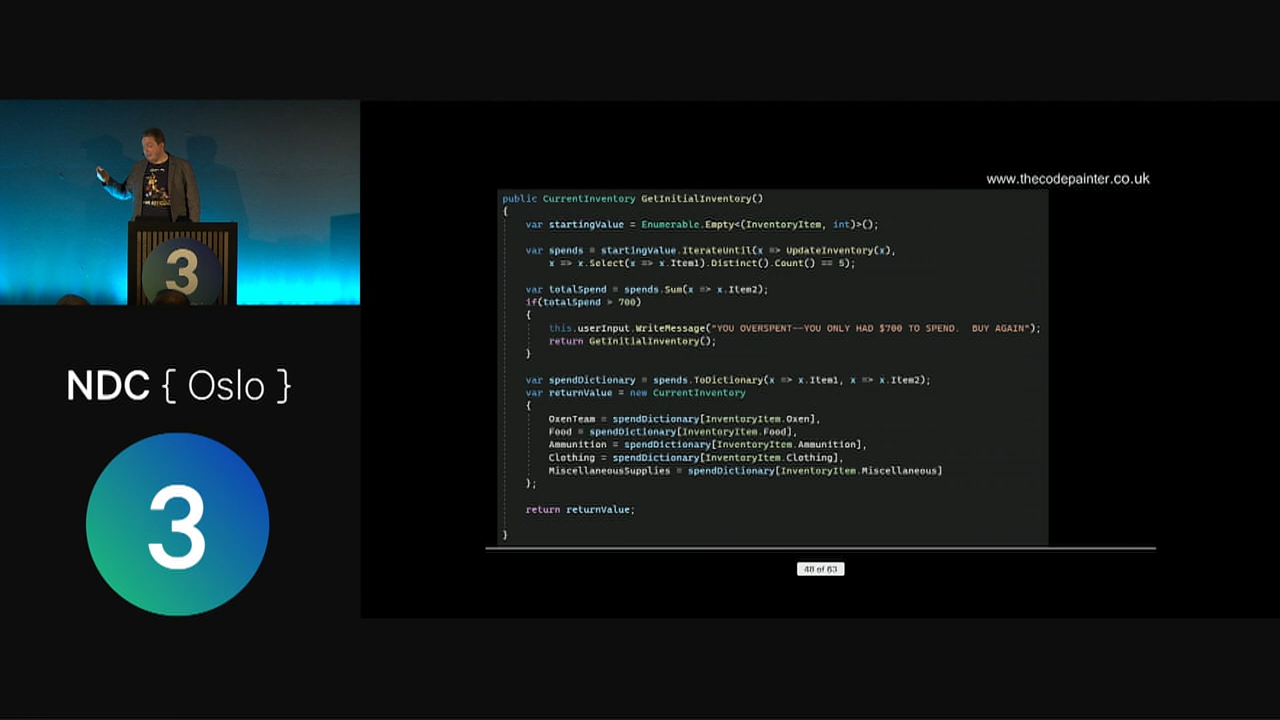 www.thecodepainter.co.uk
public CurrentInventory GetInitialInventory()
{
var startingValue = Enumerable.Empty<(InventoryItem, int)>();
var spends = startingValue.IterateUntil(x => UpdateInventory(x),
x => x.Select(x => x.Item1).Distinct().Count() == 5);
var totalSpend = spends.Sum(x => x.Item2);
if(totalSpend > 700)
{
this.userInput.WriteMessage("YOU OVERSPENT--YOU ONLY HAD $700 TO SPEND.  BUY AGAIN");
return GetInitialInventory();
}
var spendDictionary = spends.ToDictionary(x => x.Item1, x => x.Item2);
var returnValue = new CurrentInventory
{
OxenTeam = spendDictionary[InventoryItem.Oxen],
Food = spendDictionary[InventoryItem.Food],
Ammunition = spendDictionary[InventoryItem.Ammunition],
Clothing = spendDictionary[InventoryItem.Clothing],
MiscellaneousSupplies = spendDictionary[InventoryItem.Miscellaneous]
};
return returnValue;
}
48 of 63
3
NDC { Oslo }
3